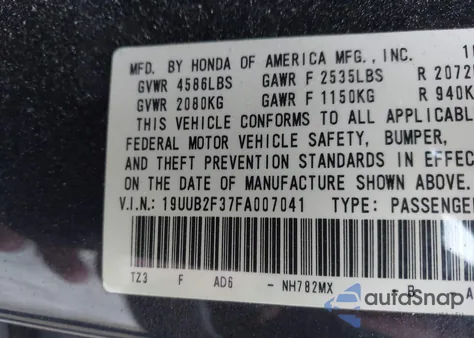 MFD. BY HONDA OF AMERICA MFG., INC.
GVWR 4586LBS GAWR F 2535LBS R 2072
GVWR 2080KG GAWR F 1150KG R 940K
THIS VEHICLE CONFORMS TO ALL APPLICABL
FEDERAL MOTOR VEHICLE SAFETY, BUMPER,
AND THEFT PREVENTION STANDARDS IN EFFEC
ON THE DATE OF MANUFACTURE SHOWN ABOVE.
V.I.N.: 19UUB2F37FA007041 TYPE: PASSENGE
TZ3 F AD6 - NH782MX - B A
autoSnap